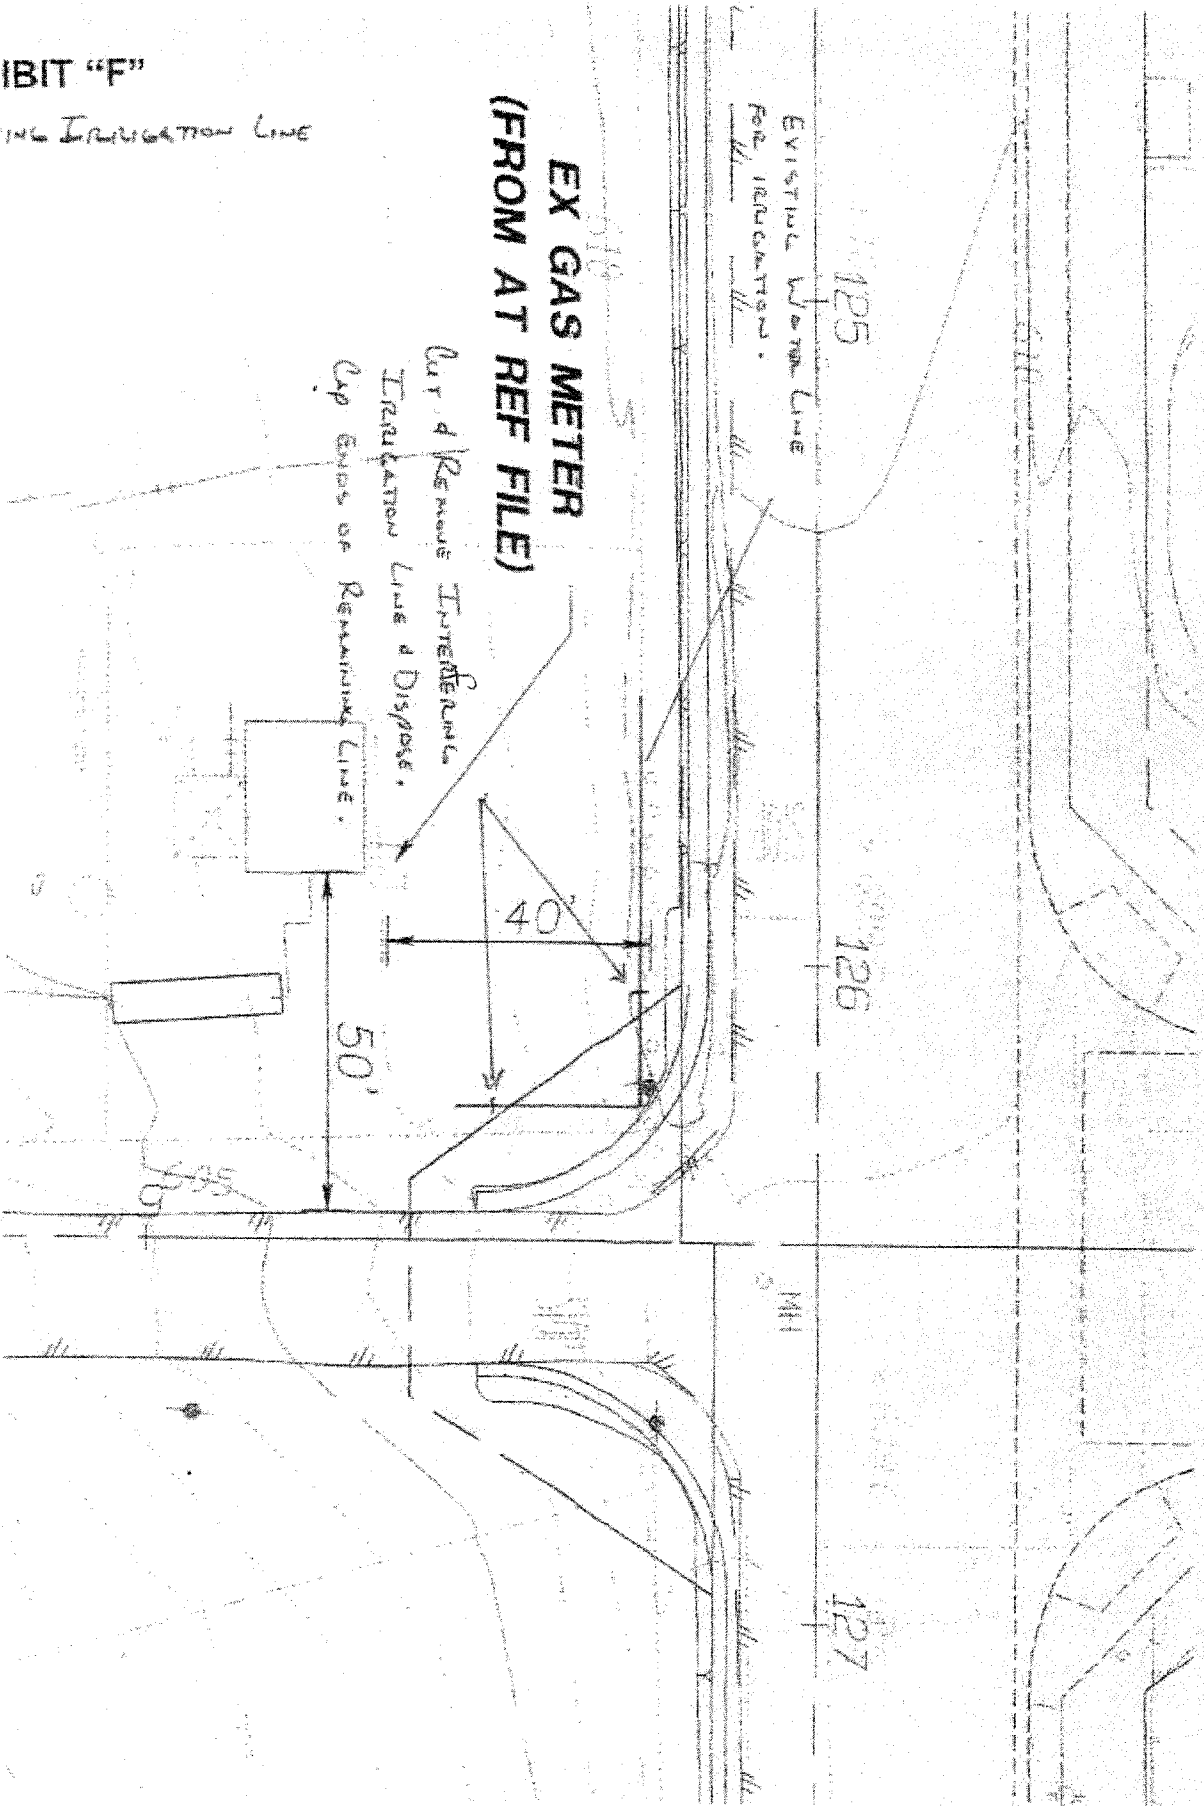 IBIT “F”
ING IRRIGATION LINE
EX GAS METER
(FROM AT REF FILE)
EXISTING WATER LINE
FOR IRRIGATION.
CUT & REMOVE INTERFERING
IRRIGATION LINE & DISPOSE.
CAP ENDS OF REMAINING LINE.
125
40'
126
50'
605
MH
127